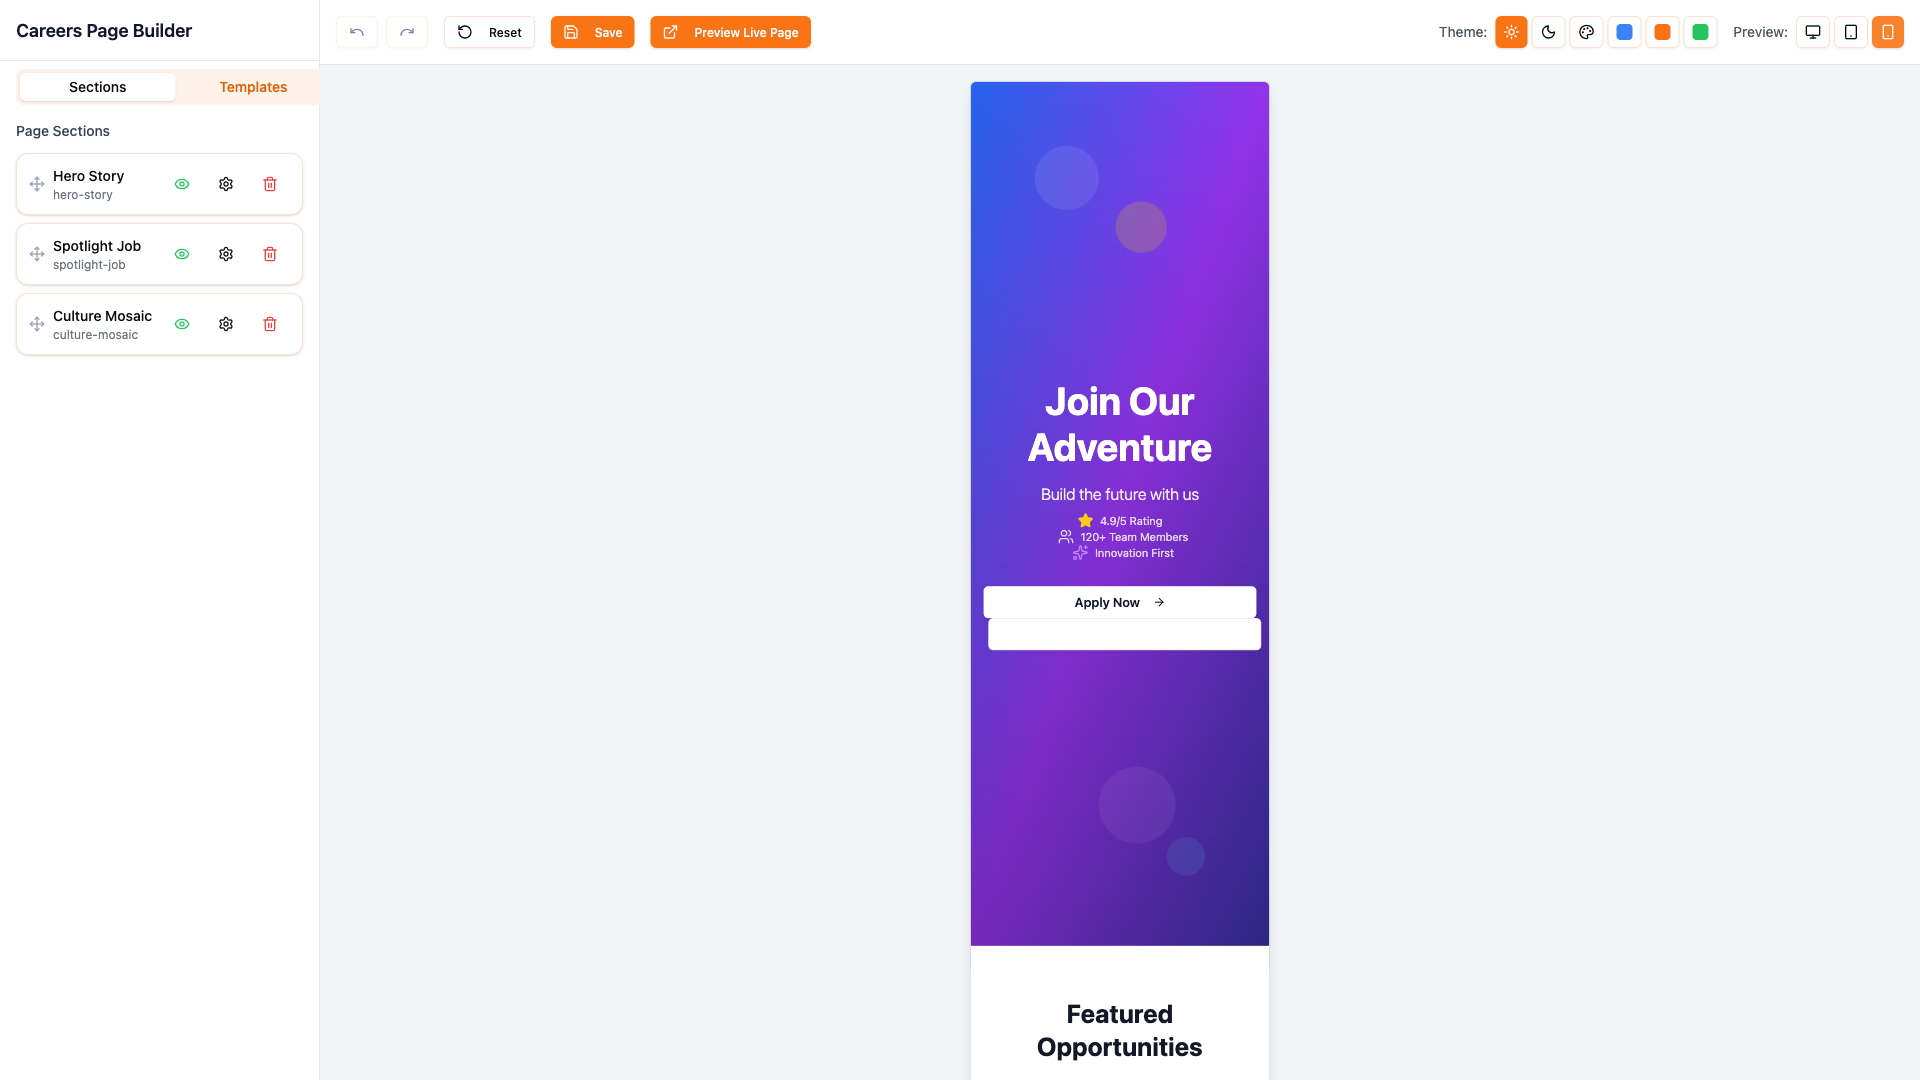 Careers Page Builder
Reset
Save
Preview Live Page
Theme:
Preview:
Sections
Templates
Page Sections
Hero Story
hero-story
Spotlight Job
spotlight-job
Culture Mosaic
culture-mosaic
Join Our
Adventure
Build the future with us
4.9/5 Rating
120+ Team Members
Innovation First
Apply Now
Featured
Opportunities